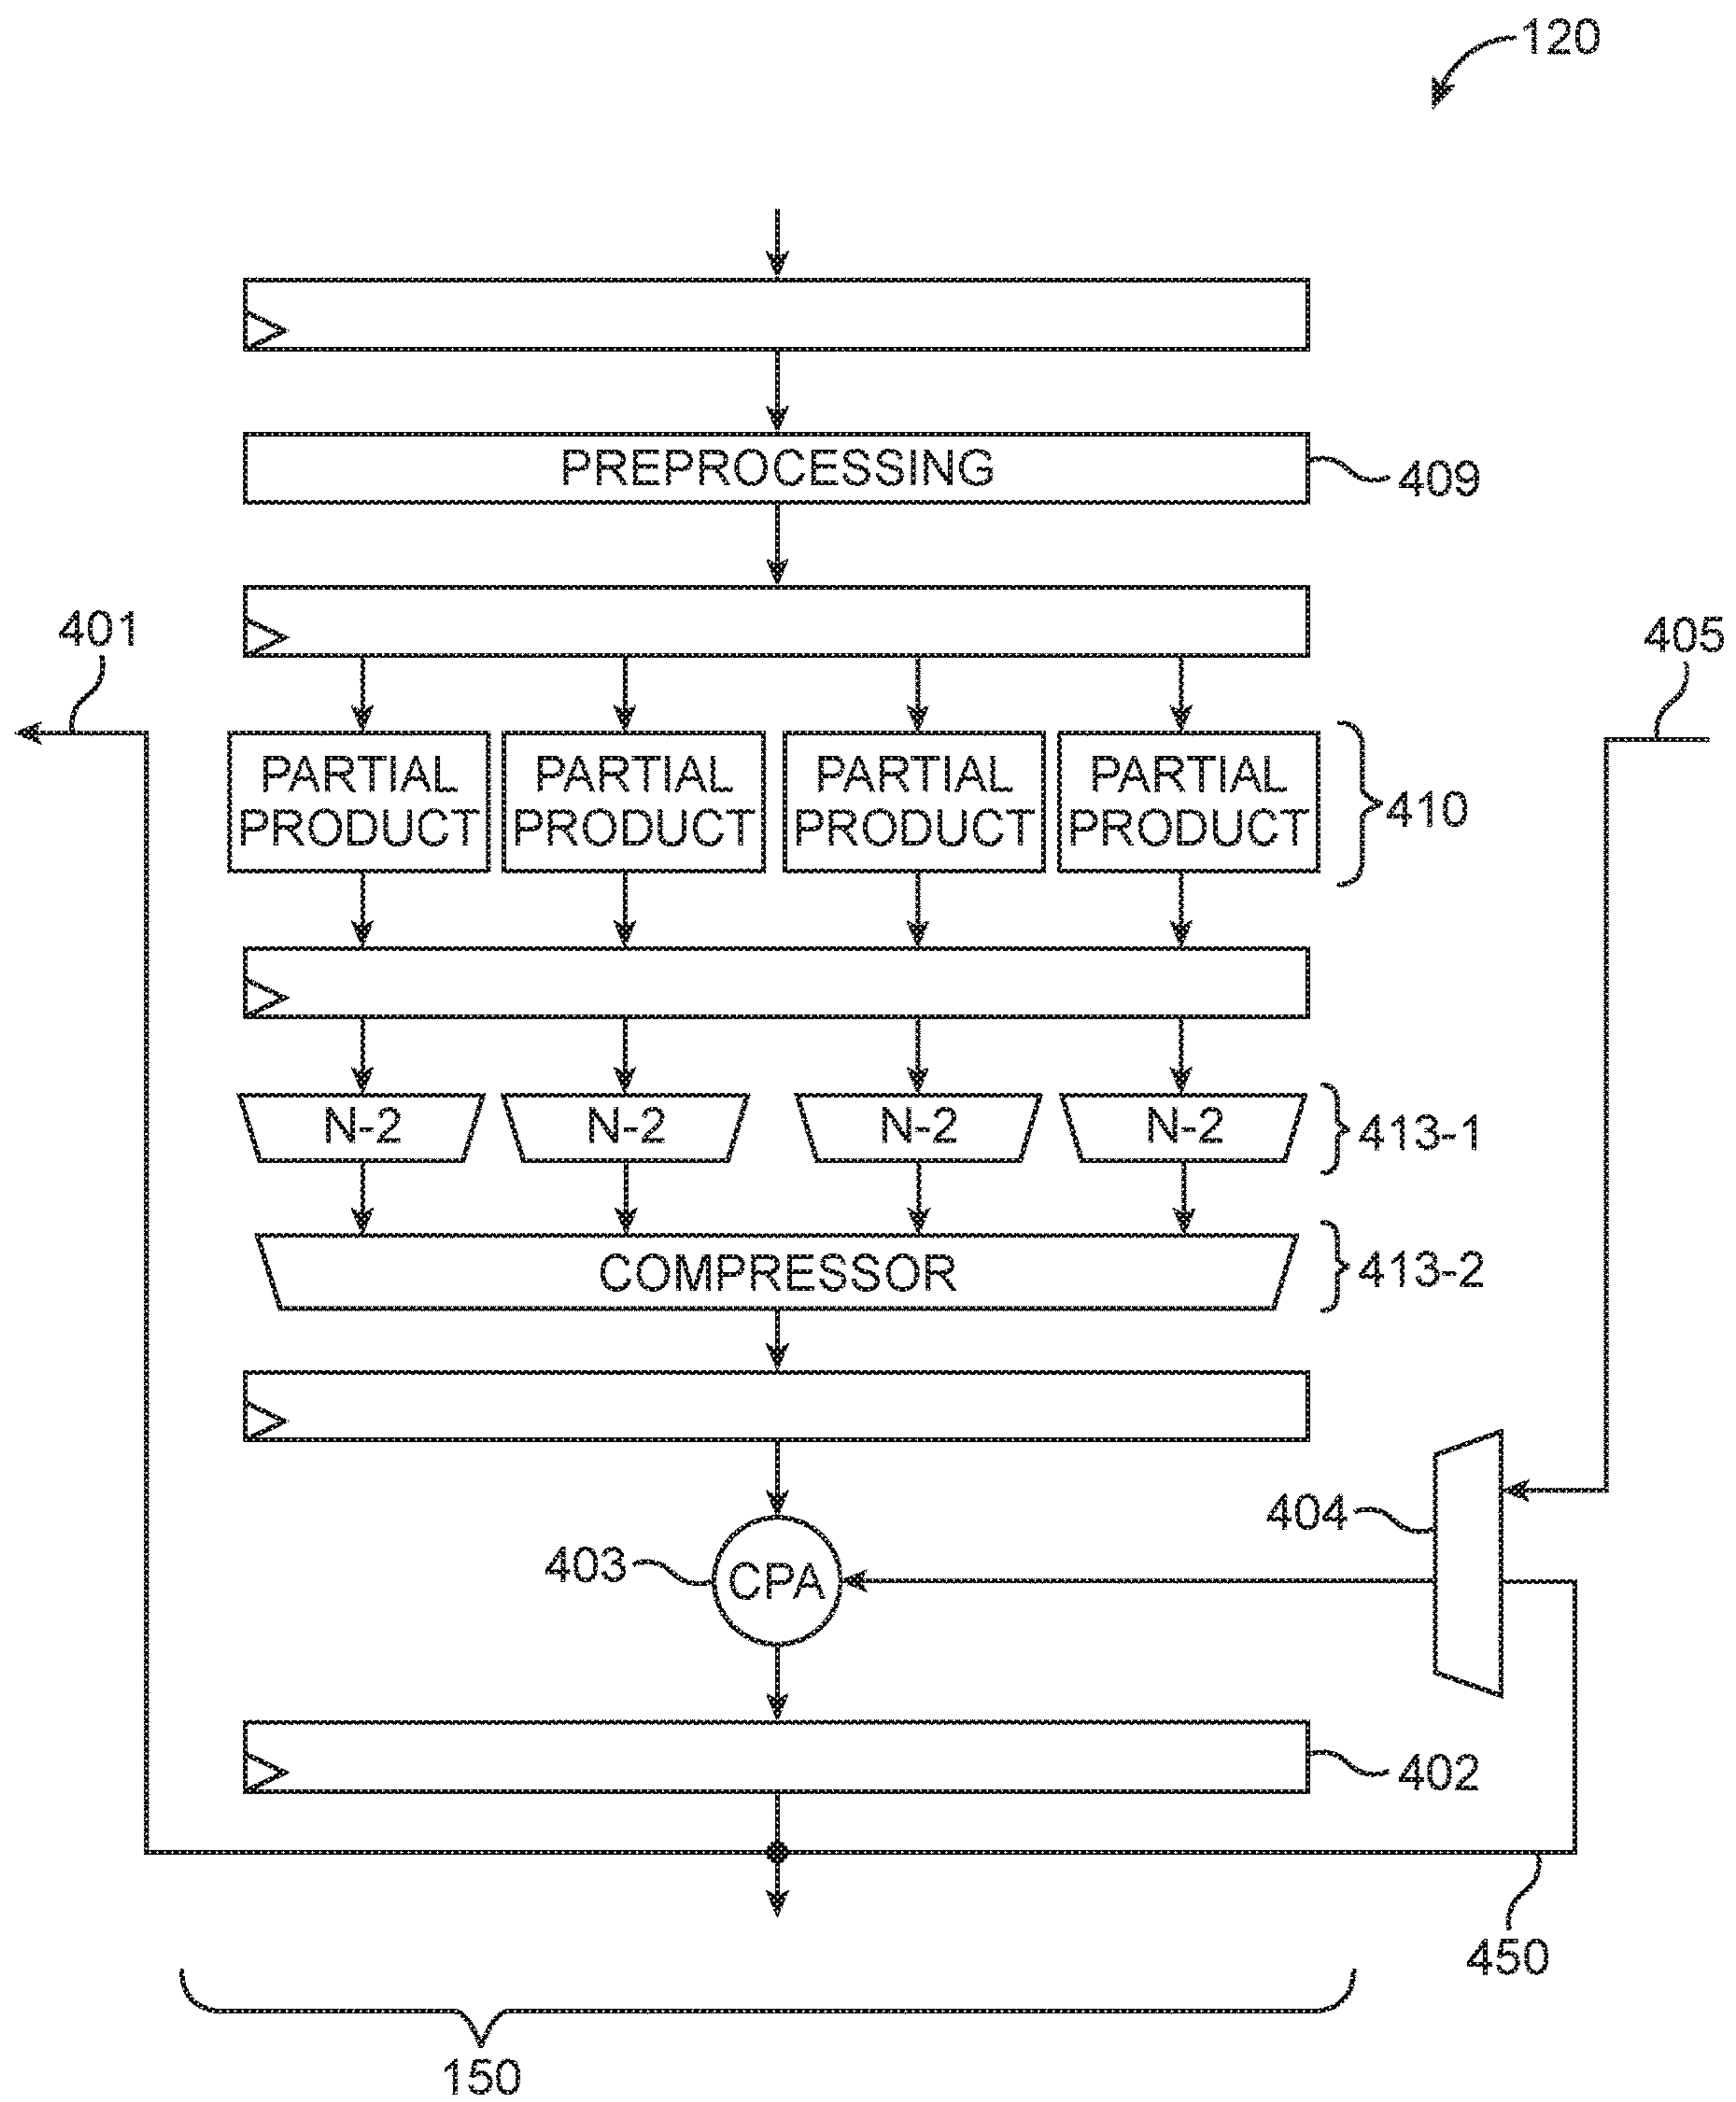 120
PREPROCESSING
409
401
405
PARTIAL PRODUCT
PARTIAL PRODUCT
PARTIAL PRODUCT
PARTIAL PRODUCT
410
N-2
N-2
N-2
N-2
413-1
COMPRESSOR
413-2
404
403
CPA
402
450
150